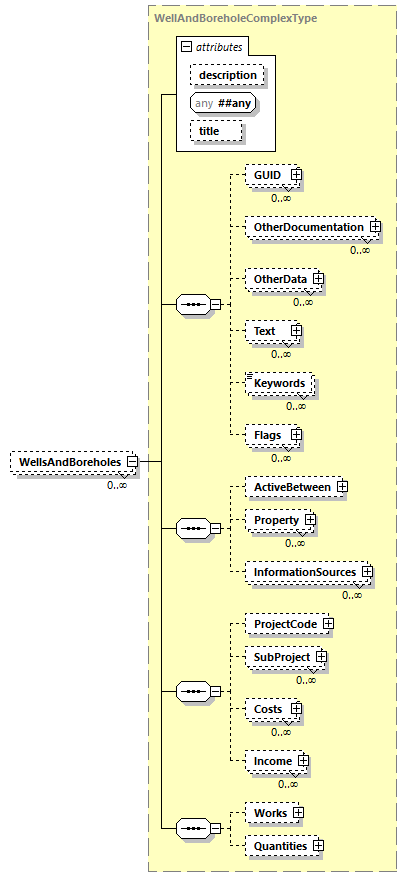 WellAndBoreholeComplexType
attributes
description
any ##any
title
GUID
0..∞
OtherDocumentation
0..∞
OtherData
0..∞
Text
0..∞
Keywords
0..∞
Flags
0..∞
WellsAndBoreholes
0..∞
ActiveBetween
Property
0..∞
InformationSources
0..∞
ProjectCode
SubProject
0..∞
Costs
0..∞
Income
0..∞
Works
Quantities